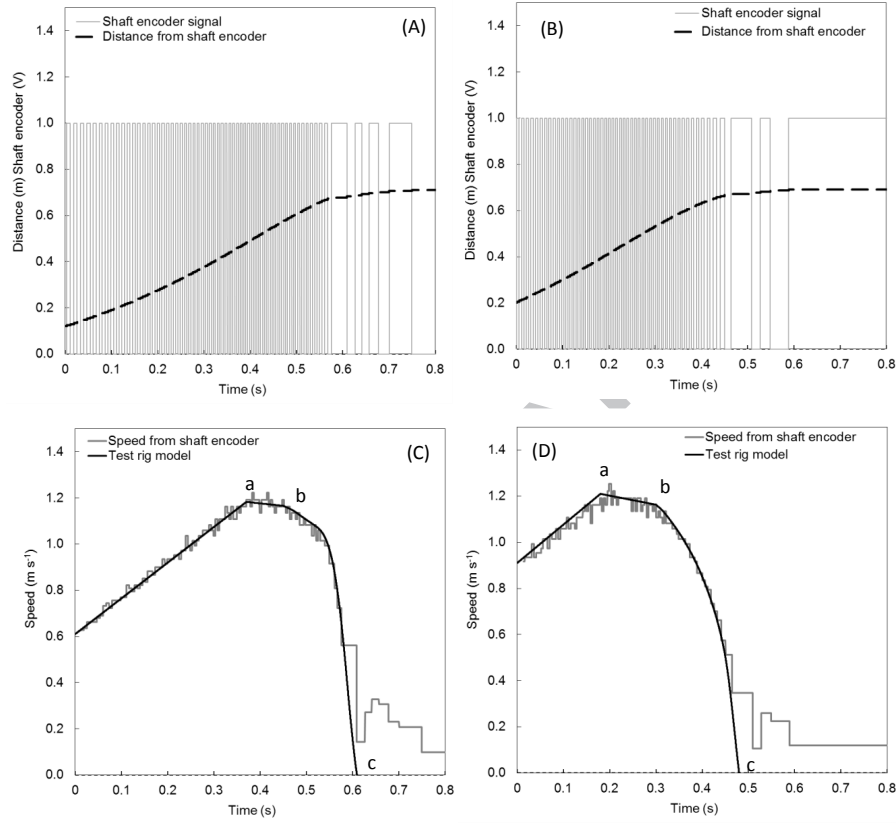 Shaft encoder signal
Distance from shaft encoder
(A)
1.4
1.2
1.0
0.8
0.6
0.4
0.2
0.0
Distance (m) Shaft encoder (V)
0 0.1 0.2 0.3 0.4 0.5 0.6 0.7 0.8
Time (s)
Shaft encoder signal
Distance from shaft encoder
(B)
1.4
1.2
1.0
0.8
0.6
0.4
0.2
0.0
Distance (m) Shaft encoder (V)
0 0.1 0.2 0.3 0.4 0.5 0.6 0.7 0.8
Time (s)
Speed from shaft encoder
Test rig model
(C)
a
b
c
1.4
1.2
1.0
0.8
0.6
0.4
0.2
0.0
Speed (m s⁻¹)
0 0.1 0.2 0.3 0.4 0.5 0.6 0.7 0.8
Time (s)
Speed from shaft encoder
Test rig model
(D)
a
b
c
1.4
1.2
1.0
0.8
0.6
0.4
0.2
0.0
Speed (m s⁻¹)
0 0.1 0.2 0.3 0.4 0.5 0.6 0.7 0.8
Time (s)